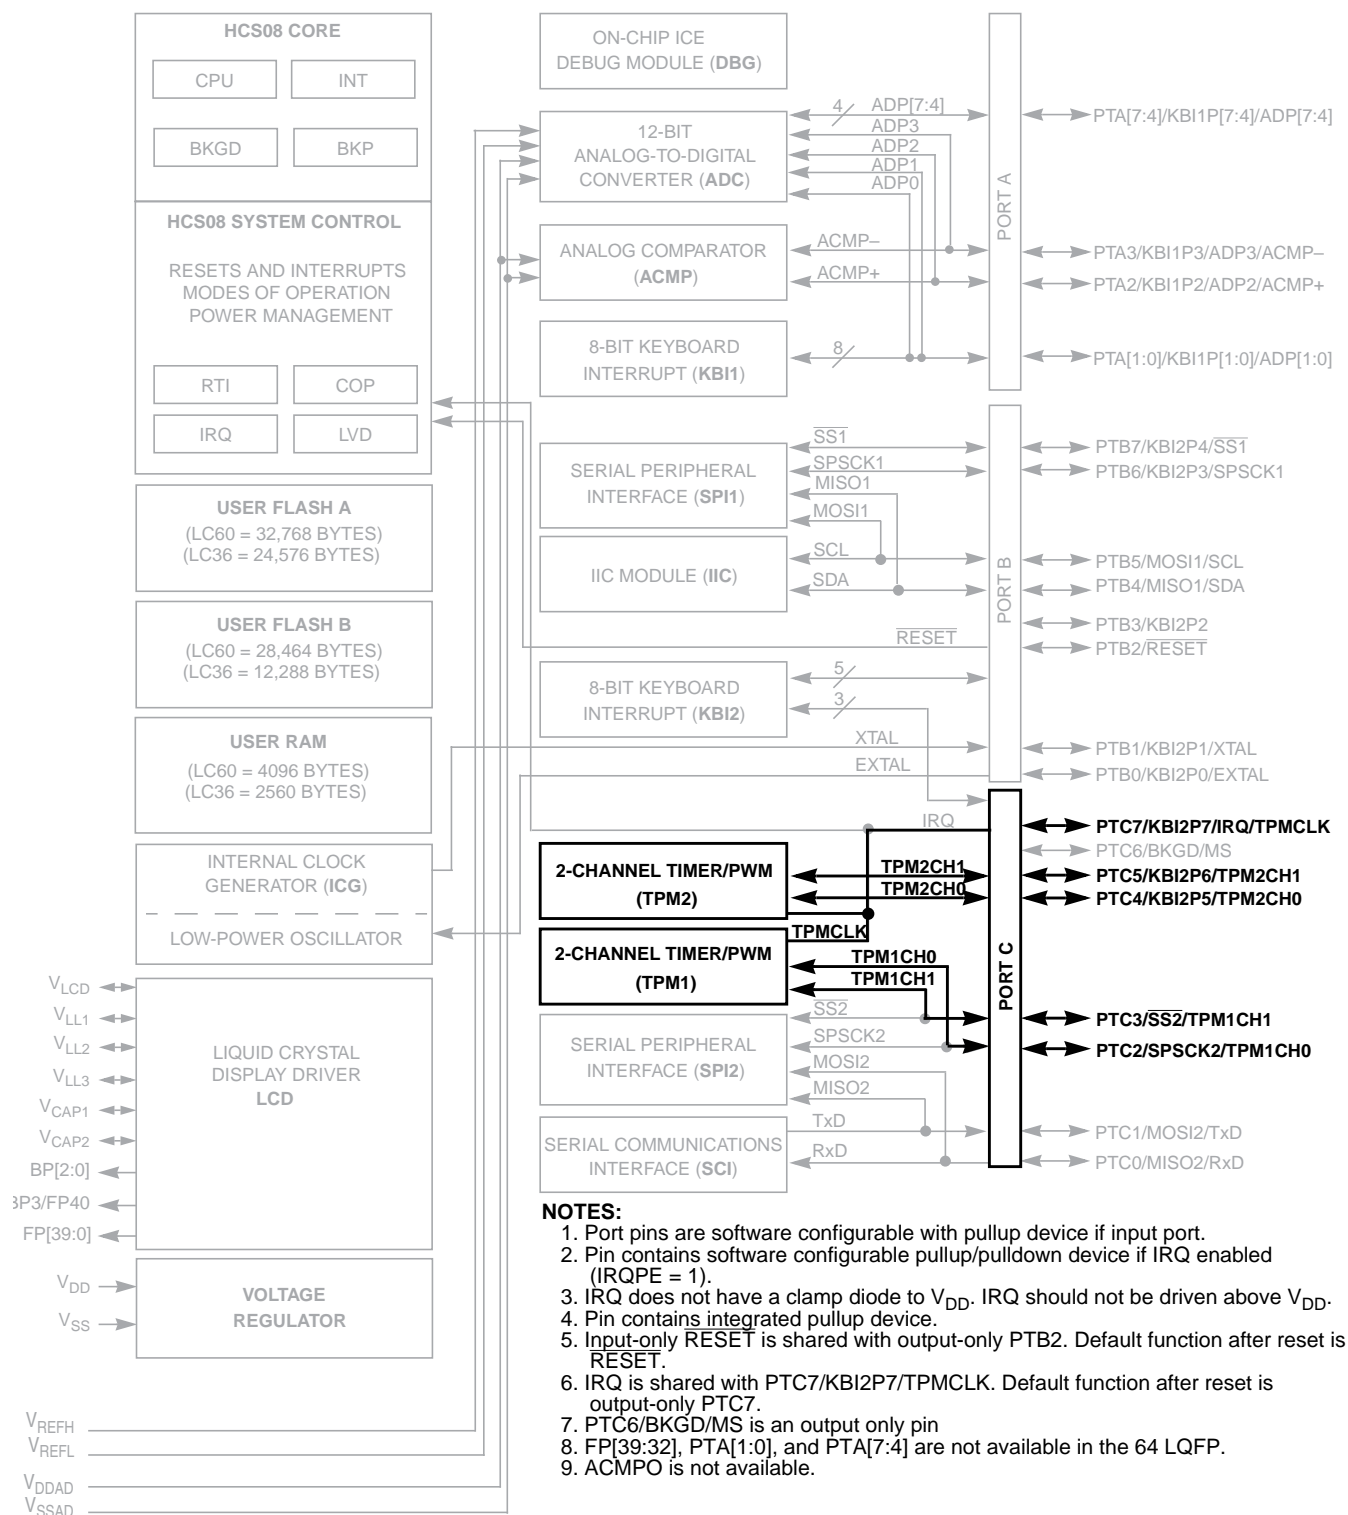 HCS08 CORE
CPU
INT
BKGD
BKP
HCS08 SYSTEM CONTROL
RESETS AND INTERRUPTS
MODES OF OPERATION
POWER MANAGEMENT
RTI
COP
IRQ
LVD
USER FLASH A
(LC60 = 32,768 BYTES)
(LC36 = 24,576 BYTES)
USER FLASH B
(LC60 = 28,464 BYTES)
(LC36 = 12,288 BYTES)
USER RAM
(LC60 = 4096 BYTES)
(LC36 = 2560 BYTES)
INTERNAL CLOCK
GENERATOR (ICG)
LOW-POWER OSCILLATOR
VLCD
VLL1
VLL2
VLL3
VCAP1
VCAP2
BP[2:0]
BP3/FP40
FP[39:0]
LIQUID CRYSTAL
DISPLAY DRIVER
LCD
VDD
VSS
VOLTAGE
REGULATOR
VREFH
VREFL
VDDAD
VSSAD
ON-CHIP ICE
DEBUG MODULE (DBG)
12-BIT
ANALOG-TO-DIGITAL
CONVERTER (ADC)
4
ADP[7:4]
ADP3
ADP2
ADP1
ADP0
ANALOG COMPARATOR
(ACMP)
ACMP–
ACMP+
8-BIT KEYBOARD
INTERRUPT (KBI1)
8
PORT A
PTA[7:4]/KBI1P[7:4]/ADP[7:4]
PTA3/KBI1P3/ADP3/ACMP–
PTA2/KBI1P2/ADP2/ACMP+
PTA[1:0]/KBI1P[1:0]/ADP[1:0]
SERIAL PERIPHERAL
INTERFACE (SPI1)
SS1
SPSCK1
MISO1
MOSI1
IIC MODULE (IIC)
SCL
SDA
RESET
8-BIT KEYBOARD
INTERRUPT (KBI2)
5
3
XTAL
EXTAL
PORT B
PTB7/KBI2P4/SS1
PTB6/KBI2P3/SPSCK1
PTB5/MOSI1/SCL
PTB4/MISO1/SDA
PTB3/KBI2P2
PTB2/RESET
PTB1/KBI2P1/XTAL
PTB0/KBI2P0/EXTAL
IRQ
2-CHANNEL TIMER/PWM
(TPM2)
TPM2CH1
TPM2CH0
TPMCLK
2-CHANNEL TIMER/PWM
(TPM1)
TPM1CH0
TPM1CH1
SERIAL PERIPHERAL
INTERFACE (SPI2)
SS2
SPSCK2
MOSI2
MISO2
SERIAL COMMUNICATIONS
INTERFACE (SCI)
TxD
RxD
PORT C
PTC7/KBI2P7/IRQ/TPMCLK
PTC6/BKGD/MS
PTC5/KBI2P6/TPM2CH1
PTC4/KBI2P5/TPM2CH0
PTC3/SS2/TPM1CH1
PTC2/SPSCK2/TPM1CH0
PTC1/MOSI2/TxD
PTC0/MISO2/RxD
NOTES:
1. Port pins are software configurable with pullup device if input port.
2. Pin contains software configurable pullup/pulldown device if IRQ enabled
(IRQPE = 1).
3. IRQ does not have a clamp diode to VDD. IRQ should not be driven above VDD.
4. Pin contains integrated pullup device.
5. Input-only RESET is shared with output-only PTB2. Default function after reset is
RESET.
6. IRQ is shared with PTC7/KBI2P7/TPMCLK. Default function after reset is
output-only PTC7.
7. PTC6/BKGD/MS is an output only pin
8. FP[39:32], PTA[1:0], and PTA[7:4] are not available in the 64 LQFP.
9. ACMPO is not available.